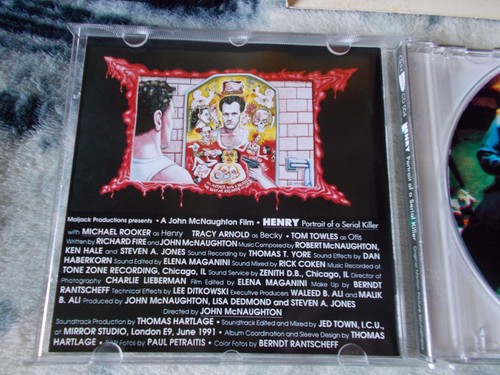 Maljack Productions presents • A John McNaughton Film • HENRY Portrait of a Serial Killer
with MICHAEL ROOKER as Henry TRACY ARNOLD as Becky • TOM TOWLES as Otis
Written by RICHARD FIRE and JOHN McNAUGHTON Music Composed by ROBERT McNAUGHTON,
KEN HALE and STEVEN A. JONES Sound Recording by THOMAS T. YORE Sound Effects by DAN
HABERKORN Sound Edited by ELENA MAGANINI Sound Mixed by RICK COKEN Music Recorded at
TONE ZONE RECORDING, Chicago, IL Sound Service by ZENITH D.B., Chicago, IL Director of
Photography CHARLIE LIEBERMAN Film Edited by ELENA MAGANINI Make Up by BERNDT
RANTSCHEFF Technical Effects by LEE DITKOWSKI Executive Producers WALEED B. ALI and MALIK
B. ALI Produced by JOHN McNAUGHTON, LISA DEDMOND and STEVEN A. JONES
Directed by JOHN McNAUGHTON
Soundtrack Production by THOMAS HARTLAGE • Soundtrack Edited and Mixed by JED TOWN, I.C.U.,
at MIRROR STUDIO, London E9, June 1991 • Album Coordination and Sleeve Design by THOMAS
HARTLAGE • Fotos by PAUL PETRAITIS • Color Fotos by BERNDT RANTSCHEFF
HENRY Portrait of a Serial Killer